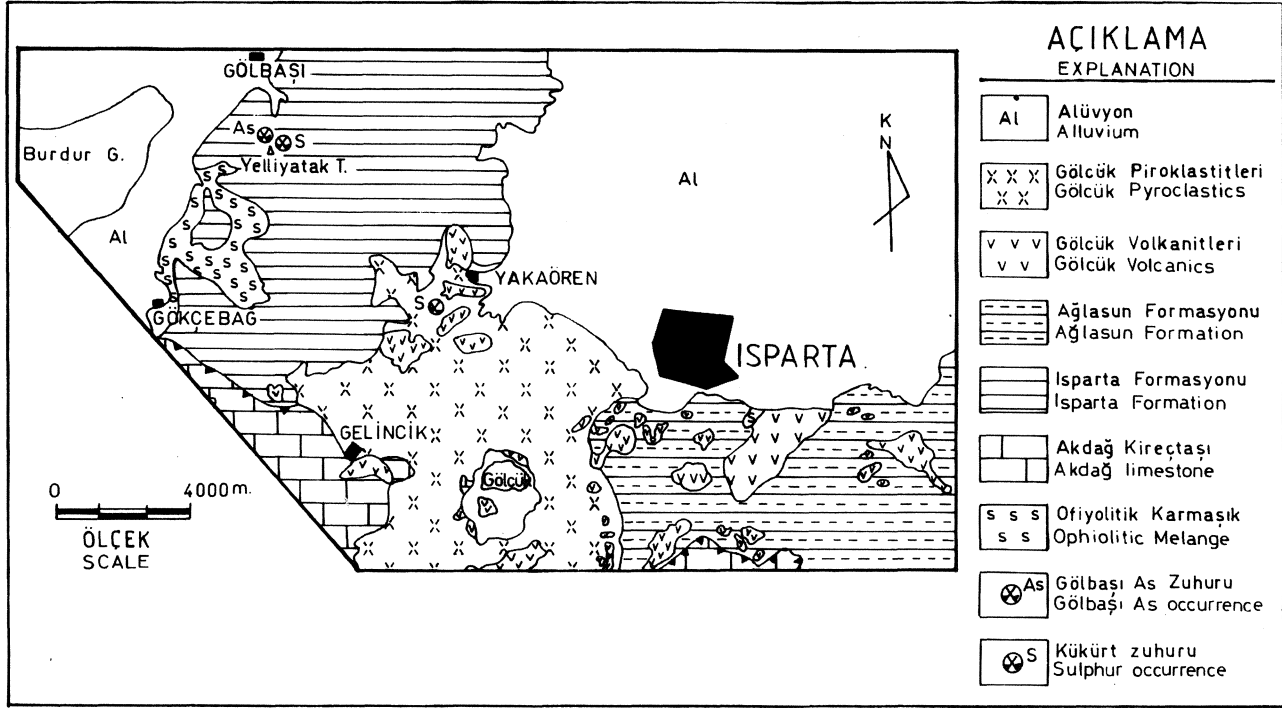 GÖLBAŞI
As
S
Yelliyatak T.
Burdur G.
Al
Al
K
N
S
YAKAÖREN
GÖKÇEBAĞ
ISPARTA
GELİNCİK
Gölcük
0 4000 m.
ÖLÇEK
SCALE
AÇIKLAMA
EXPLANATION
Al
Alüvyon
Alluvium
Gölcük Piroklastitleri
Gölcük Pyroclastics
Gölcük Volkanitleri
Gölcük Volcanics
Ağlasun Formasyonu
Ağlasun Formation
Isparta Formasyonu
Isparta Formation
Akdağ Kireçtaşı
Akdağ limestone
S S S
S S
Ofiyolitik Karmaşık
Ophiolitic Melange
As
Gölbaşı As Zuhuru
Gölbaşı As occurrence
S
Kükürt zuhuru
Sulphur occurrence